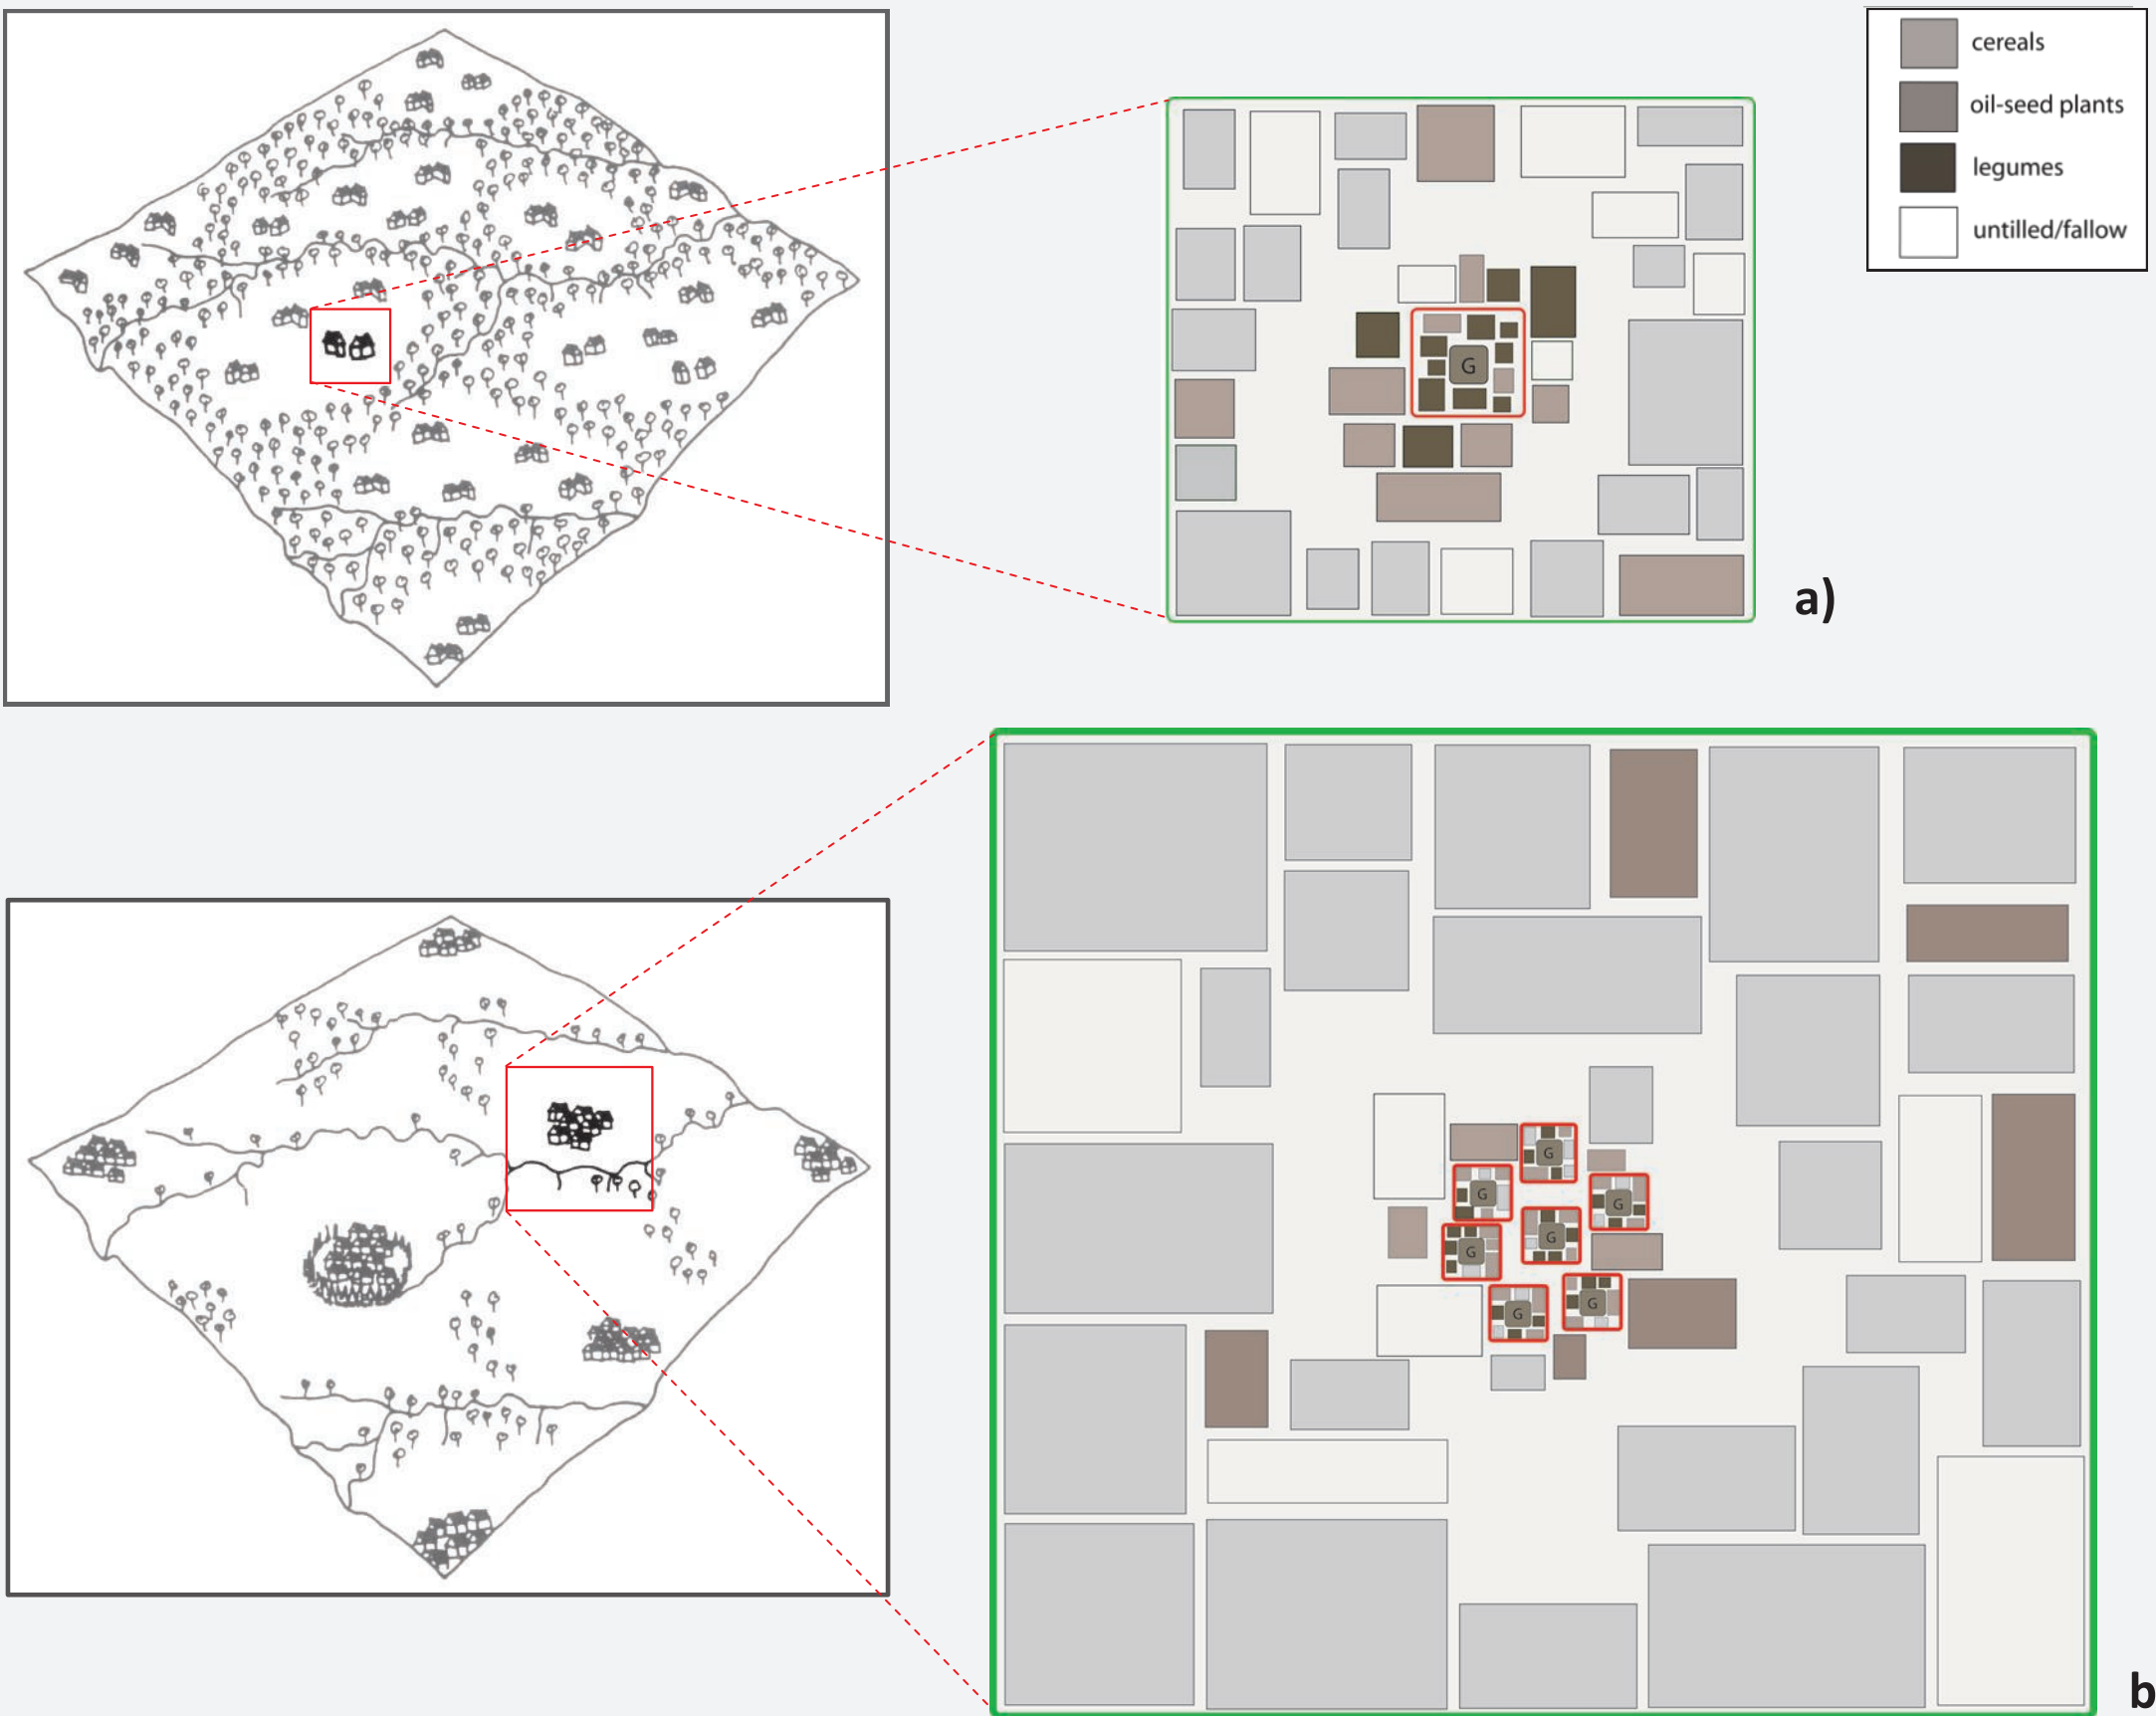 cereals
oil-seed plants
legumes
untilled/fallow
G
a)
G
G
G
G
G
G
G
b